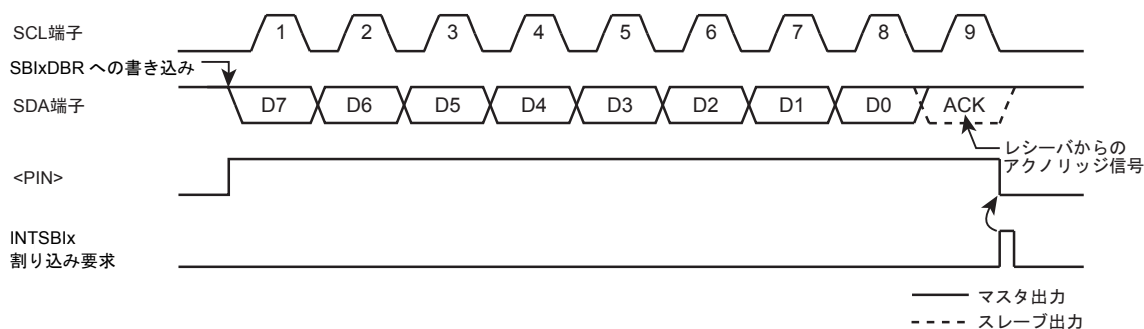 SCL端子
1 2 3 4 5 6 7 8 9
SBIxDBR への書き込み
SDA端子
D7 D6 D5 D4 D3 D2 D1 D0 ACK
レシーバからの
アクノリッジ信号
<PIN>
INTSBIx
割り込み要求
マスタ出力
スレーブ出力